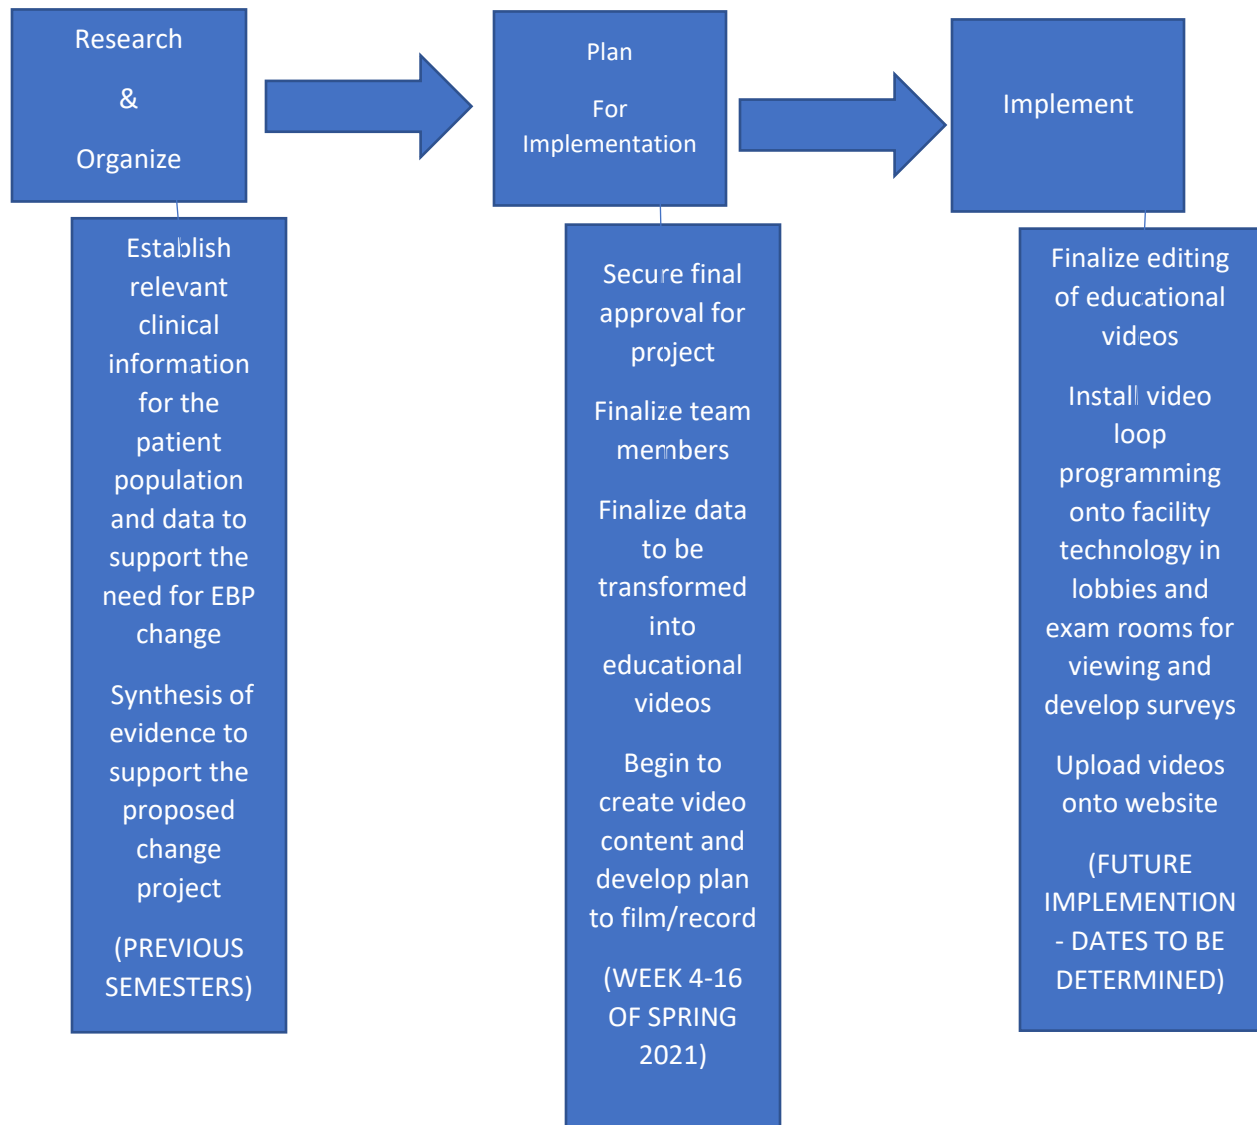 Research
&
Organize
Establish
relevant
clinical
information
for the
patient
population
and data to
support the
need for EBP
change
Synthesis of
evidence to
support the
proposed
change
project
(PREVIOUS
SEMESTERS)
Plan
For
Implementation
Secure final
approval for
project
Finalize team
members
Finalize data
to be
transformed
into
educational
videos
Begin to
create video
content and
develop plan
to film/record
(WEEK 4-16
OF SPRING
2021)
Implement
Finalize editing
of educational
videos
Install video
loop
programming
onto facility
technology in
lobbies and
exam rooms for
viewing and
develop surveys
Upload videos
onto website
(FUTURE
IMPLEMENTION
- DATES TO BE
DETERMINED)